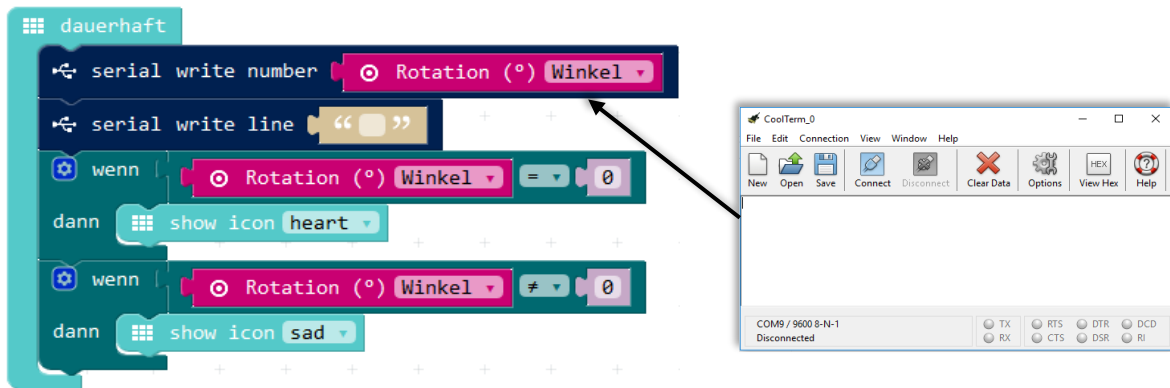 dauerhaft
serial write number Rotation (º) Winkel
serial write line “ ”
wenn Rotation (º) Winkel = 0
dann show icon heart
wenn Rotation (º) Winkel ≠ 0
dann show icon sad
CoolTerm_0
File Edit Connection View Window Help
HEX
New Open Save Connect Disconnect Clear Data Options View Hex Help
COM9 / 9600 8-N-1
Disconnected
TX RTS DTR DCD
RX CTS DSR RI